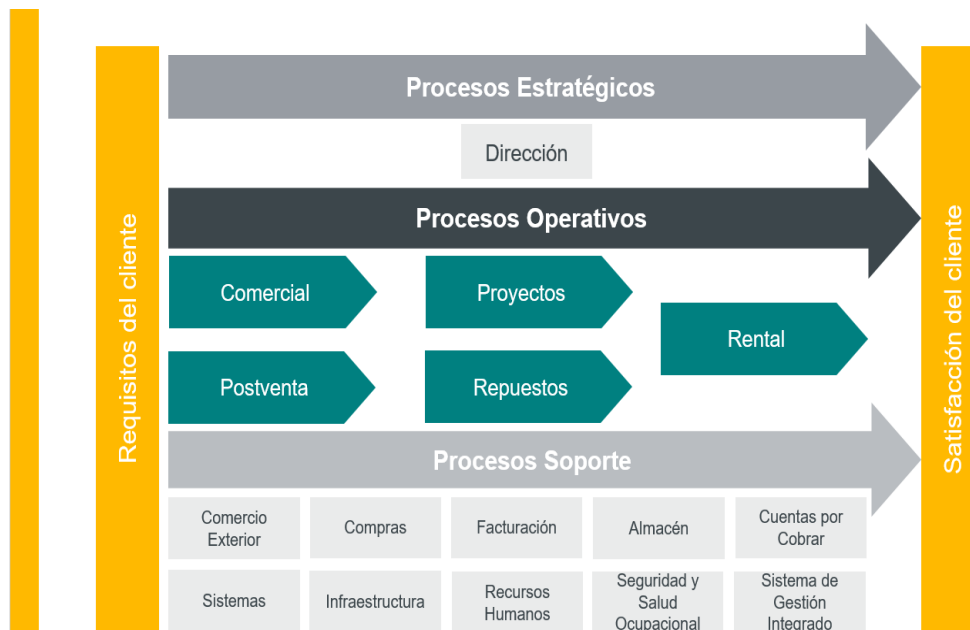 Procesos Estratégicos
Dirección
Procesos Operativos
Requisitos del cliente
Satisfacción del cliente
Comercial
Proyectos
Rental
Postventa
Repuestos
Procesos Soporte
Comercio
Exterior
Compras
Facturación
Almacén
Cuentas por
Cobrar
Sistemas
Infraestructura
Recursos
Humanos
Seguridad y
Salud
Ocupacional
Sistema de
Gestión
Integrado